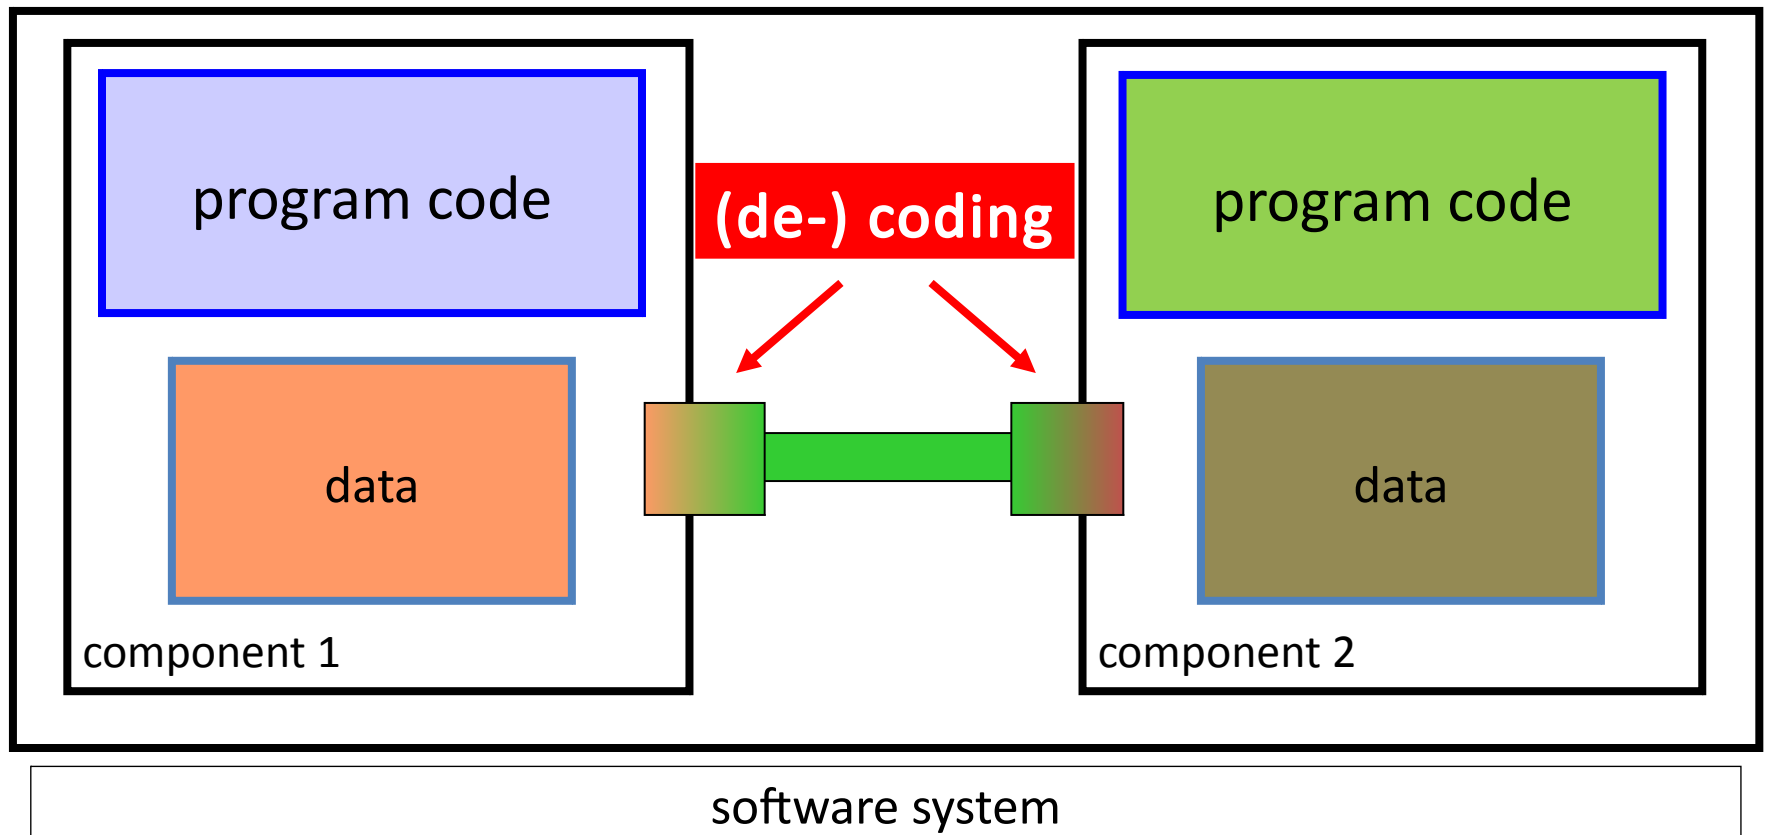 program code
(de-) coding
program code
data
data
component 1
component 2
software system